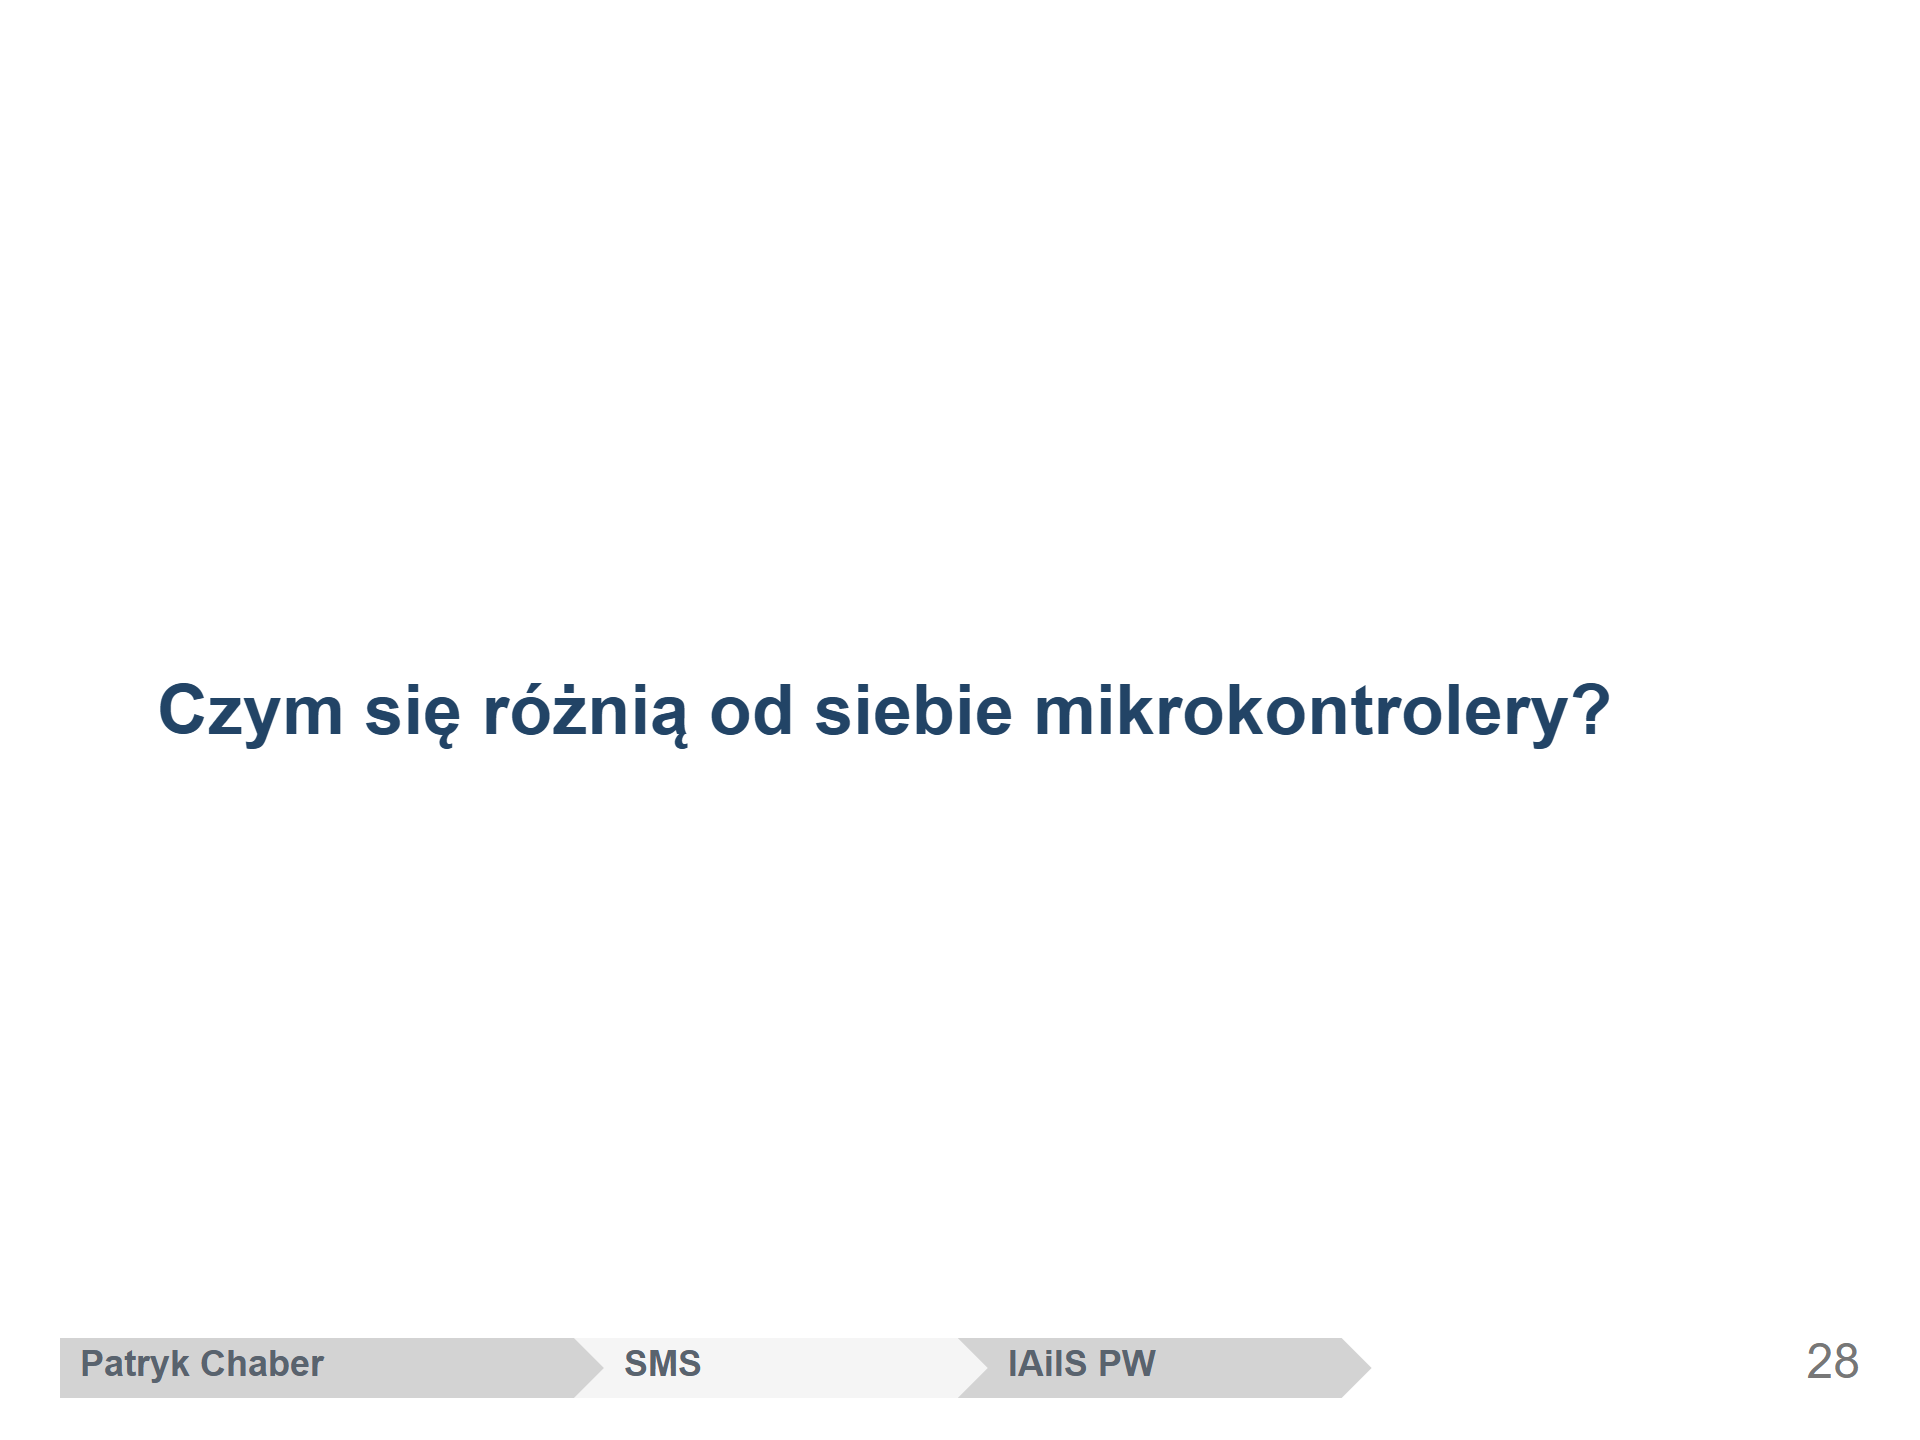 Czym się różnią od siebie mikrokontrolery?
Patryk Chaber
SMS
IAiIS PW
28